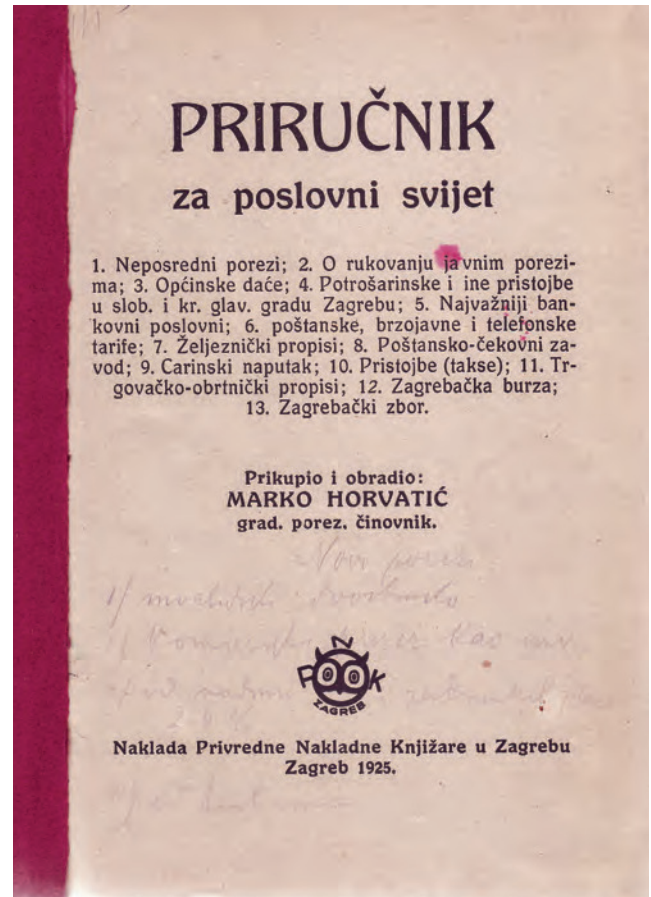 PRIRUČNIK
za poslovni svijet
1. Neposredni porezi; 2. O rukovanju javnim porezi-
ma; 3. Općinske daće; 4. Potrošarinske i ine pristojbe
u slob. i kr. glav. gradu Zagrebu; 5. Najvažniji ban-
kovni poslovni; 6. poštanske, brzojavne i telefonske
tarife; 7. Željeznički propisi; 8. Poštansko-čekovni za-
vod; 9. Carinski naputak; 10. Pristojbe (takse); 11. Tr-
govačko-obrtnički propisi; 12. Zagrebačka burza;
13. Zagrebački zbor.
Prikupio i obradio:
MARKO HORVATIĆ
grad. porez. činovnik.
1)
PNK
ZAGREB
Naklada Privredne Nakladne Knjižare u Zagrebu
Zagreb 1925.